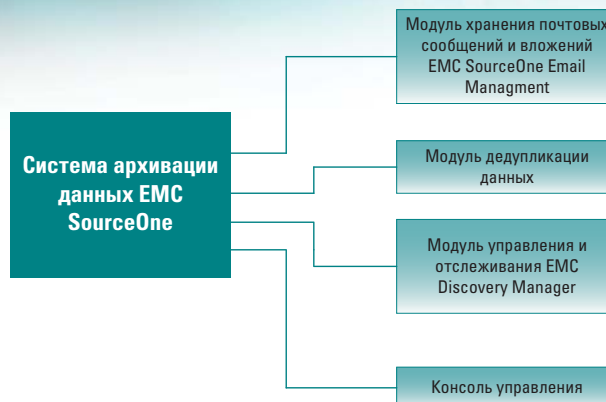 Система архивации
данных EMC
SourceOne
Модуль хранения почтовых
сообщений и вложений
EMC SourceOne Email
Managment
Модуль дедупликации
данных
Модуль управления и
отслеживания EMC
Discovery Manager
Консоль управления